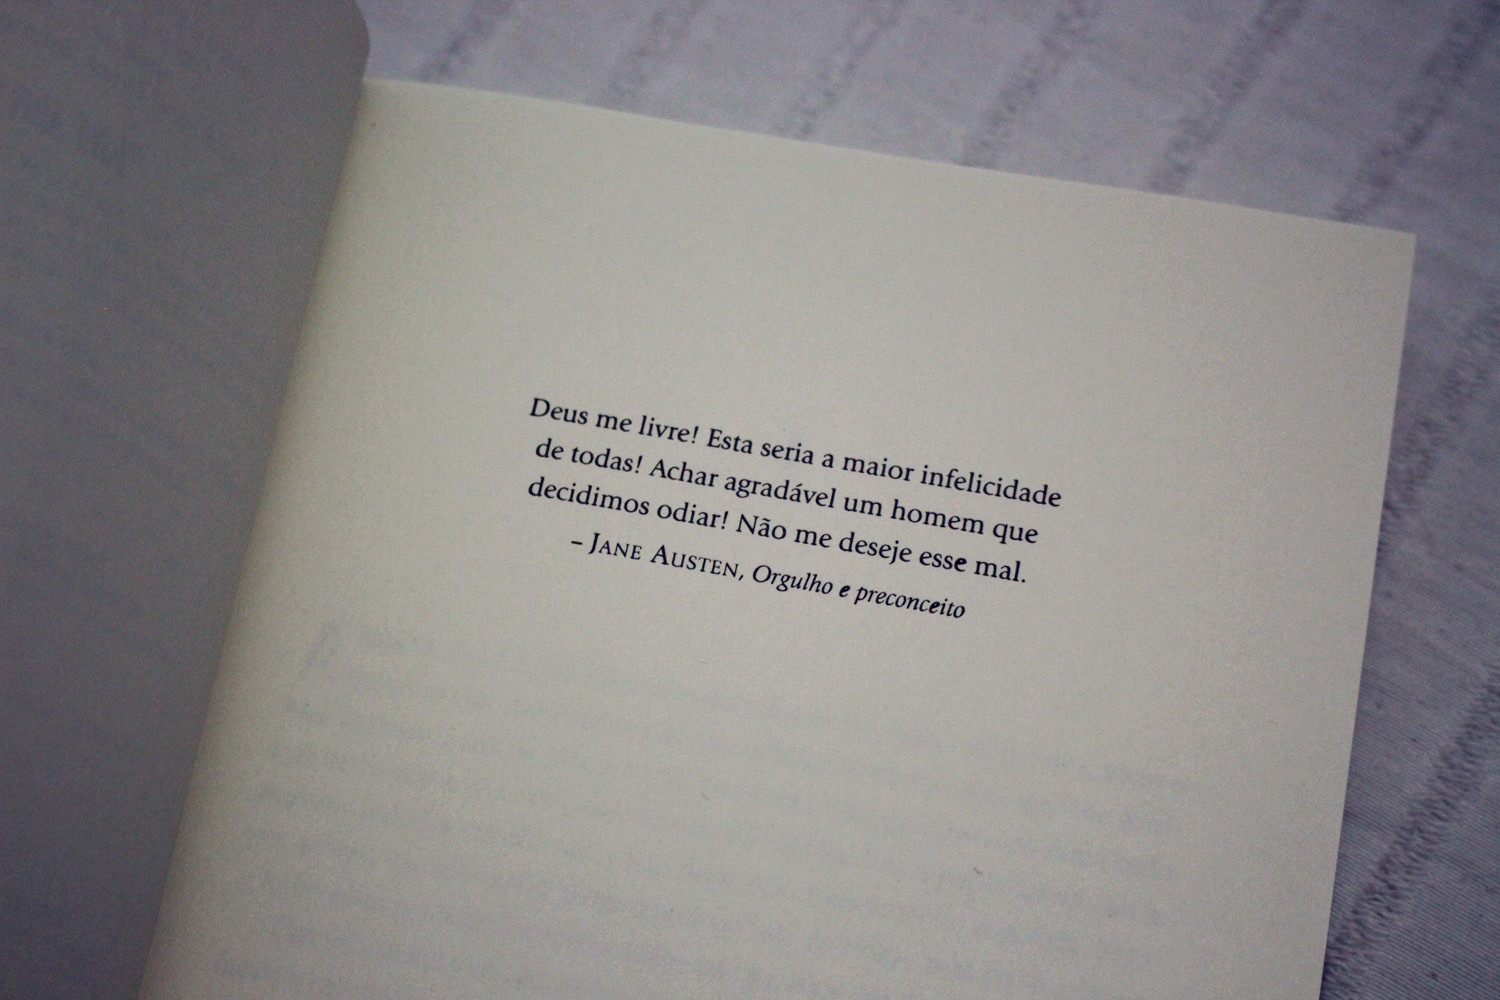 Deus me livre! Esta seria a maior infelicidade
de todas! Achar agradável um homem que
decidimos odiar! Não me deseje esse mal.
– JANE AUSTEN, Orgulho e preconceito